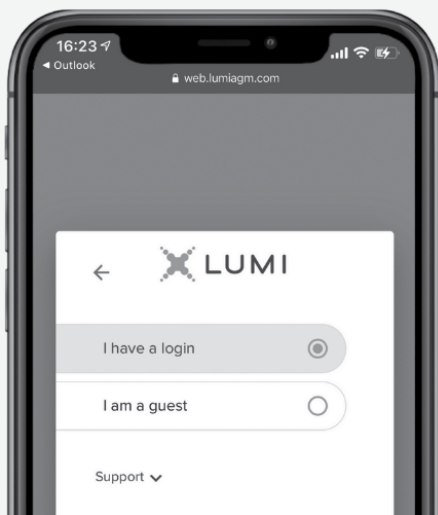 16:23
Outlook
web.lumiagm.com
LUMI
I have a login
I am a guest
Support